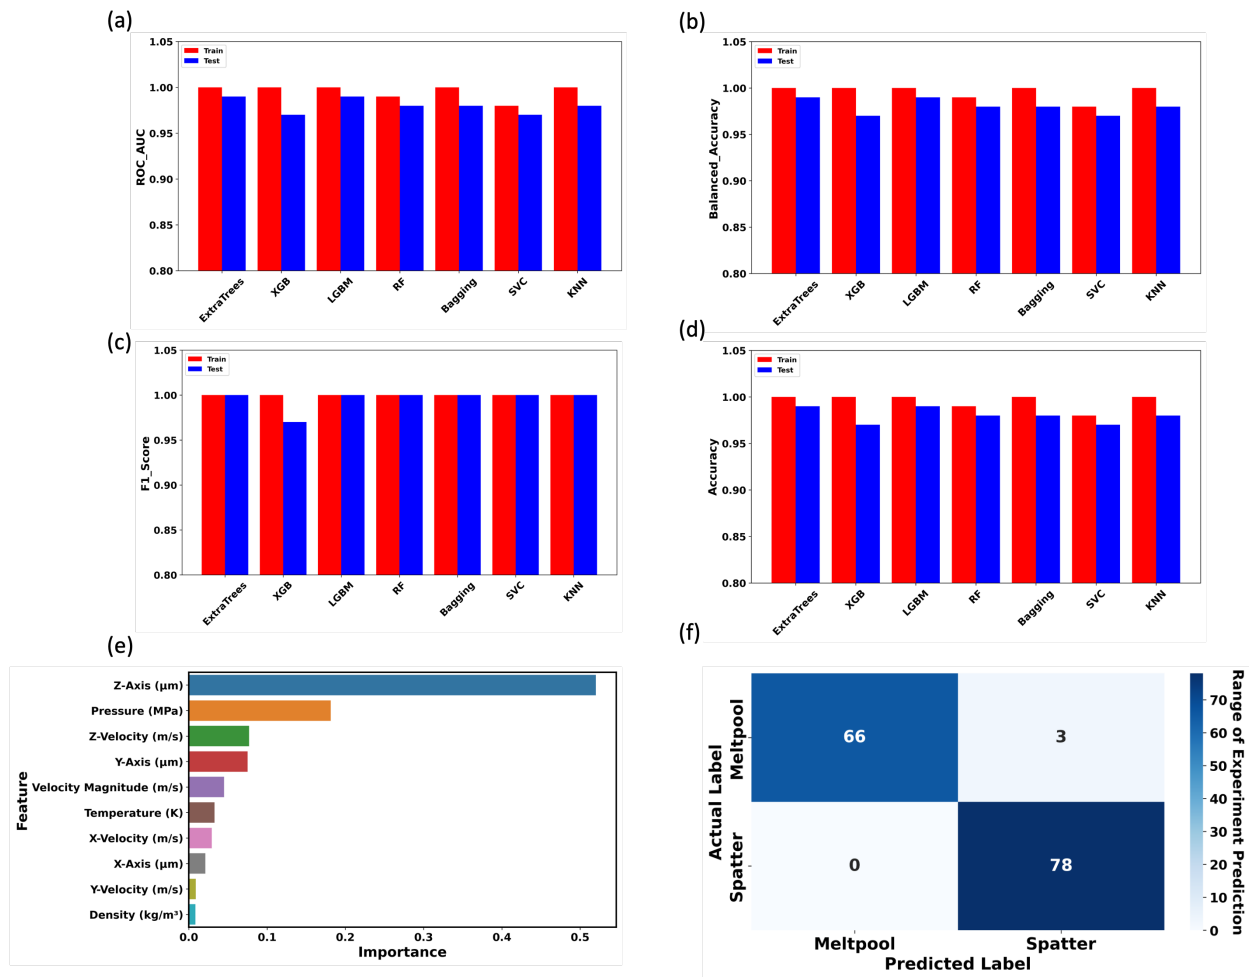 (a)
1.05
1.00
0.95
0.90
0.85
0.80
ROC_AUC
Train
Test
ExtraTrees
XGB
LGBM
RF
Bagging
SVC
KNN
(b)
1.05
1.00
0.95
0.90
0.85
0.80
Balanced_Accuracy
Train
Test
ExtraTrees
XGB
LGBM
RF
Bagging
SVC
KNN
(c)
1.05
1.00
0.95
0.90
0.85
0.80
F1_Score
Train
Test
ExtraTrees
XGB
LGBM
RF
Bagging
SVC
KNN
(d)
1.05
1.00
0.95
0.90
0.85
0.80
Accuracy
Train
Test
ExtraTrees
XGB
LGBM
RF
Bagging
SVC
KNN
(e)
Feature
Z-Axis (μm)
Pressure (MPa)
Z-Velocity (m/s)
Y-Axis (μm)
Velocity Magnitude (m/s)
Temperature (K)
X-Velocity (m/s)
X-Axis (μm)
Y-Velocity (m/s)
Density (kg/m³)
0.0 0.1 0.2 0.3 0.4 0.5
Importance
(f)
Actual Label
Meltpool
Spatter
66 3
0 78
Meltpool Spatter
Predicted Label
70
60
50
40
30
20
10
0
Range of Experiment Prediction